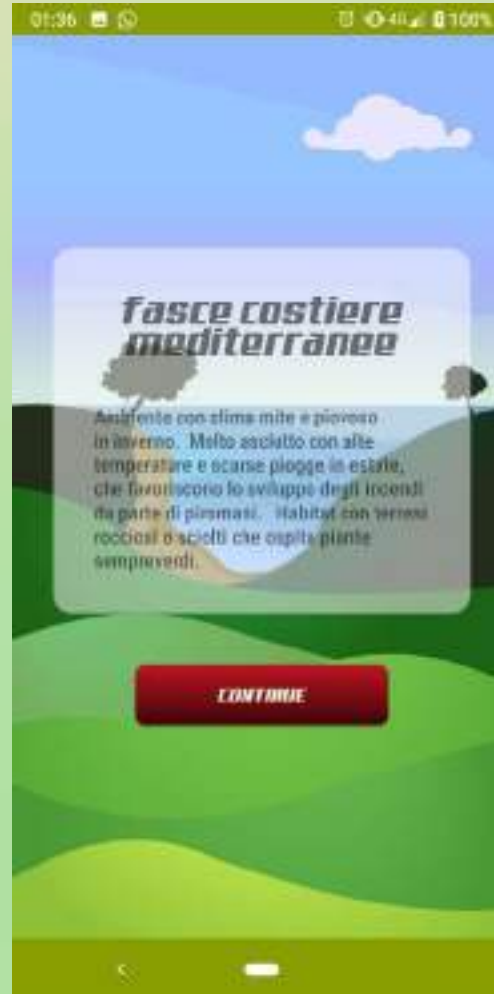 01:36
4G 100%
fasce costiere
mediterranee
Ambiente con clima mite e piovoso
in inverno. Molto asciutto con alte
temperature e scarse piogge in estate,
che favoriscono lo sviluppo degli incendi
da parte di piromani. Habitat con terreni
rocciosi o sciolti che ospita piante
sempreverdi.
CONTINUE